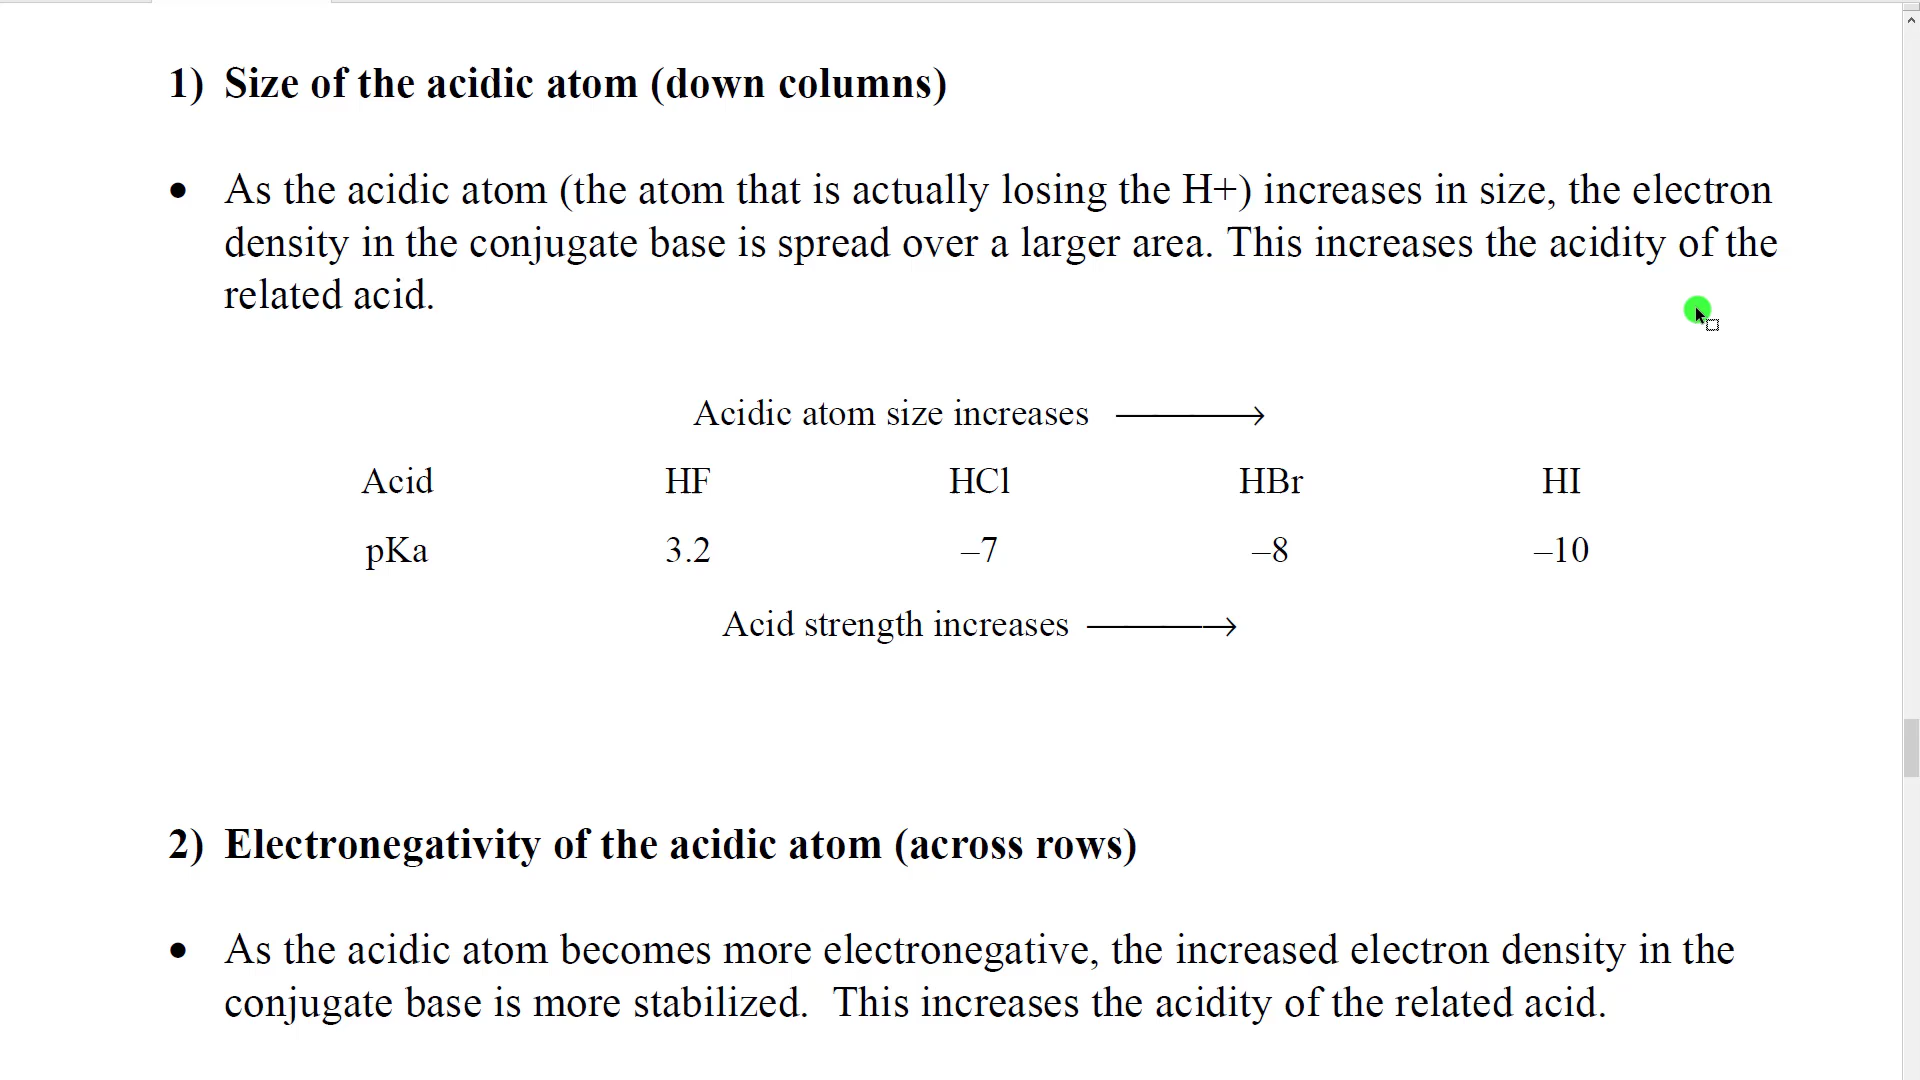 1) Size of the acidic atom (down columns)
• As the acidic atom (the atom that is actually losing the H+) increases in size, the electron
density in the conjugate base is spread over a larger area. This increases the acidity of the
related acid.
Acidic atom size increases ⟶
Acid HF HCl HBr HI
pKa 3.2 –7 –8 –10
Acid strength increases ⟶
2) Electronegativity of the acidic atom (across rows)
• As the acidic atom becomes more electronegative, the increased electron density in the
conjugate base is more stabilized.  This increases the acidity of the related acid.